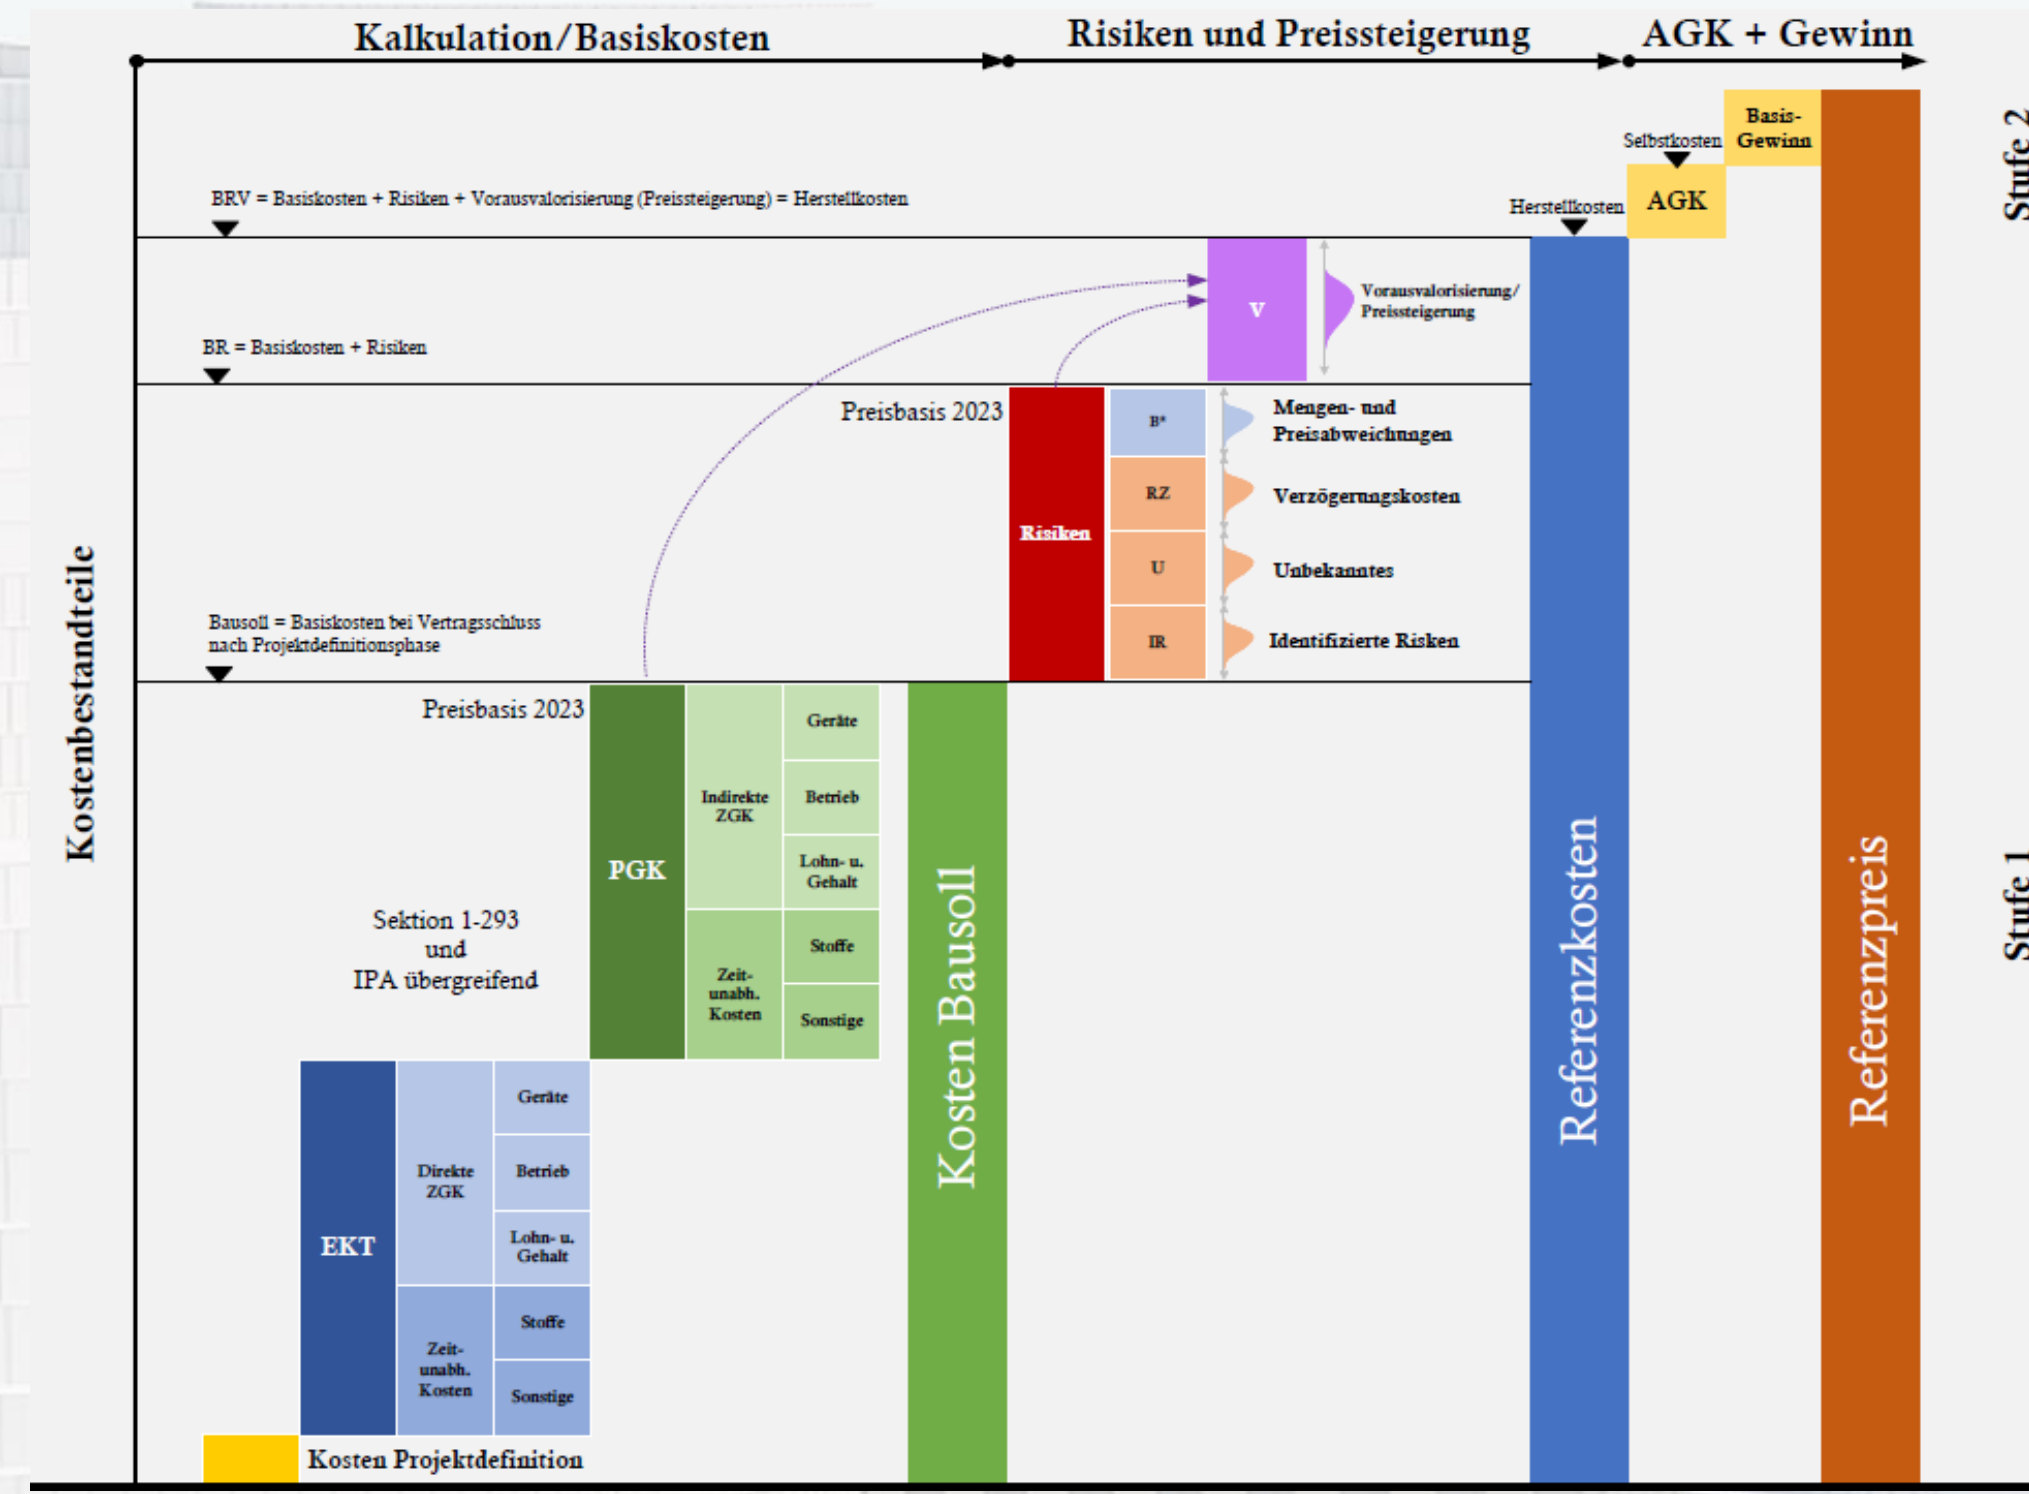 Kalkulation/Basiskosten
Risiken und Preissteigerung
AGK + Gewinn
Stufe 2
Basis-
Gewinn
Selbstkosten
AGK
Herstellkosten
BRV = Basiskosten + Risiken + Vorausvalorisierung (Preissteigerung) = Herstellkosten
V
Vorausvalorisierung/
Preissteigerung
BR = Basiskosten + Risiken
Preisbasis 2023
Risiken
B*
Mengen- und
Preisabweichungen
RZ
Verzögerungskosten
U
Unbekanntes
IR
Identifizierte Risken
Kostenbestandteile
Bausoll = Basiskosten bei Vertragsschluss
nach Projektdefinitionsphase
Preisbasis 2023
PGK
Indirekte
ZGK
Geräte
Betrieb
Lohn- u.
Gehalt
Zeit-
unabh.
Kosten
Stoffe
Sonstige
Sektion 1-293
und
IPA übergreifend
Kosten Bausoll
Referenzkosten
Referenzpreis
Stufe 1
EKT
Direkte
ZGK
Geräte
Betrieb
Lohn- u.
Gehalt
Zeit-
unabh.
Kosten
Stoffe
Sonstige
Kosten Projektdefinition